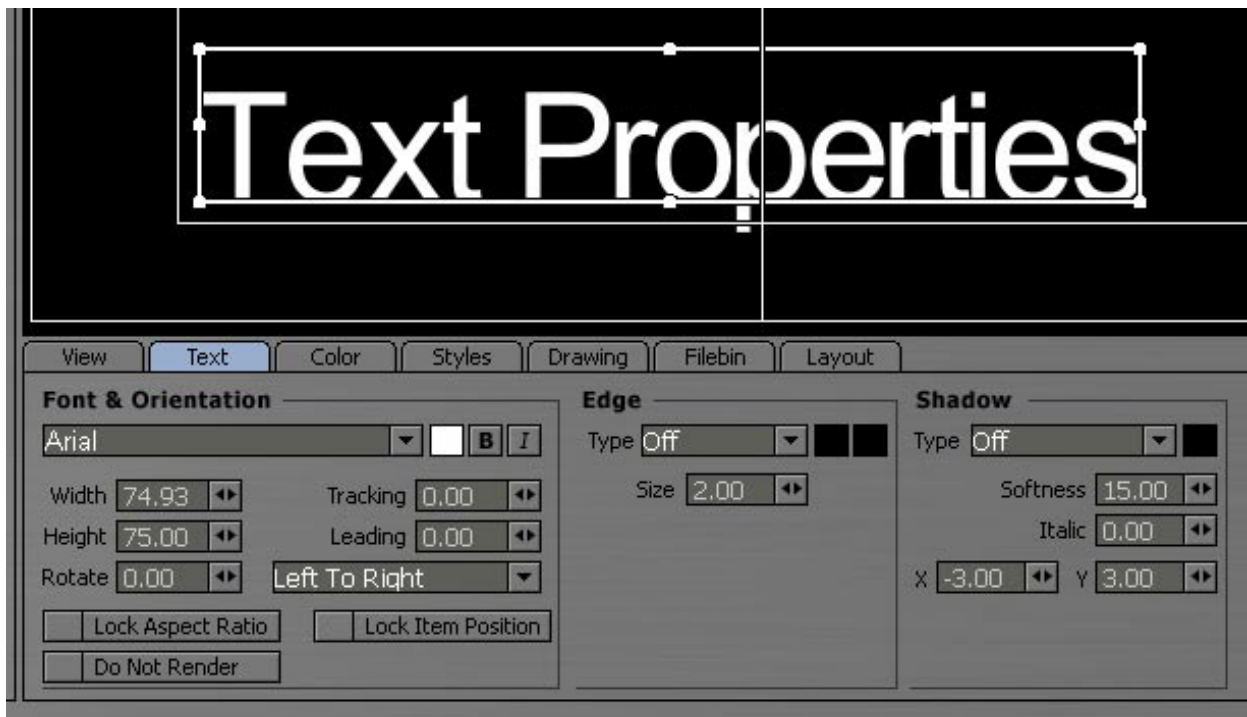 Text Properties
View Text Color Styles Drawing Filebin Layout
Font & Orientation Edge Shadow
Arial B I Type Off Type Off
Width 74.93 Tracking 0.00 Size 2.00 Softness 15.00
Height 75.00 Leading 0.00 Italic 0.00
Rotate 0.00 Left To Right X -3.00 Y 3.00
Lock Aspect Ratio Lock Item Position
Do Not Render